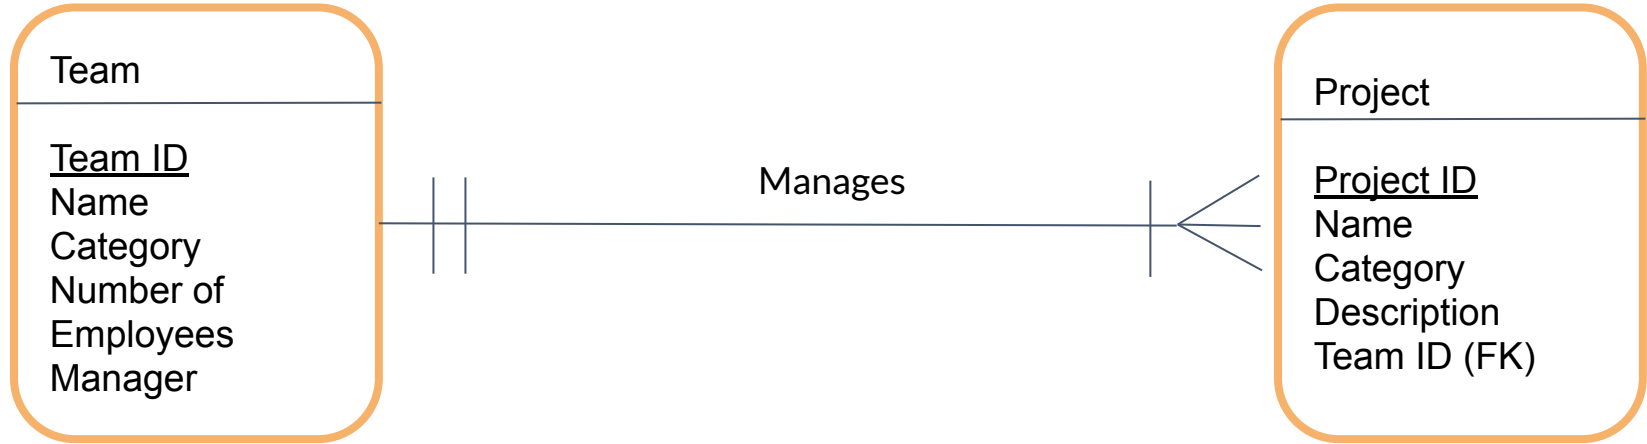 Team
Team ID
Name
Category
Number of
Employees
Manager
Manages
Project
Project ID
Name
Category
Description
Team ID (FK)